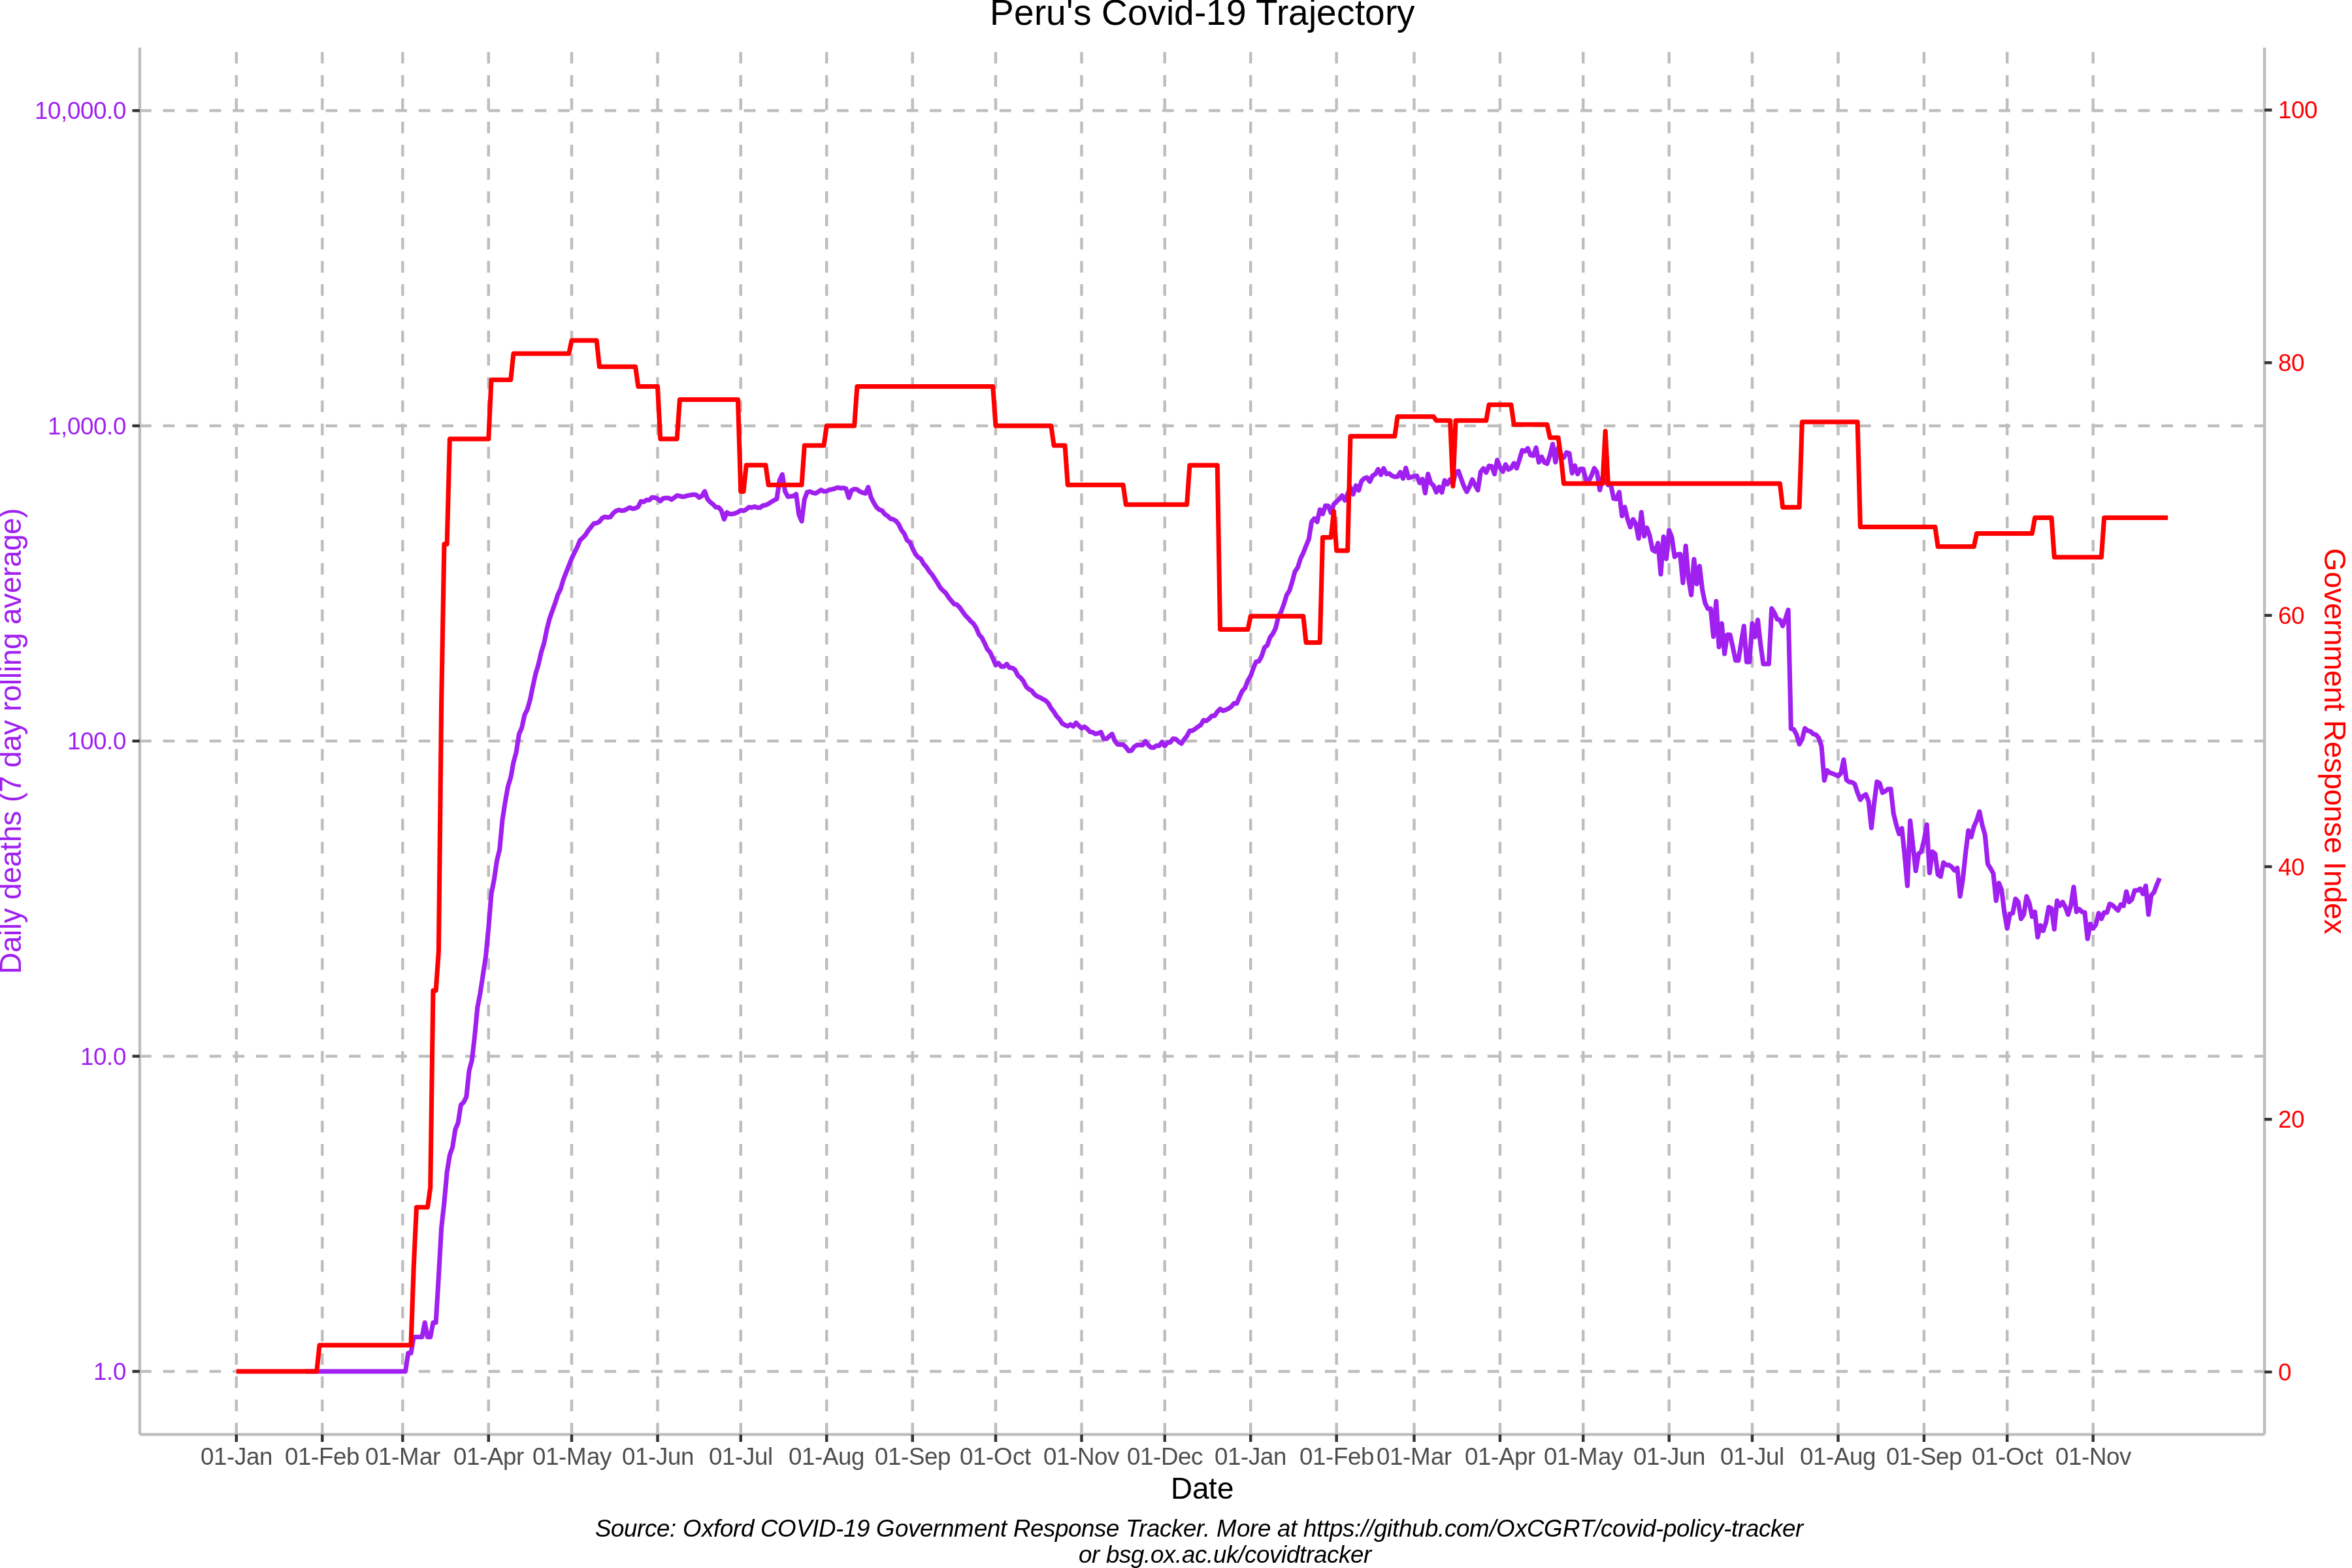 Peru's Covid-19 Trajectory
10,000.0
1,000.0
100.0
10.0
1.0
Daily deaths (7 day rolling average)
100
80
60
40
20
0
Government Response Index
01-Jan 01-Feb 01-Mar 01-Apr 01-May 01-Jun 01-Jul 01-Aug 01-Sep 01-Oct 01-Nov 01-Dec 01-Jan 01-Feb 01-Mar 01-Apr 01-May 01-Jun 01-Jul 01-Aug 01-Sep 01-Oct 01-Nov
Date
Source: Oxford COVID-19 Government Response Tracker. More at https://github.com/OxCGRT/covid-policy-tracker
or bsg.ox.ac.uk/covidtracker